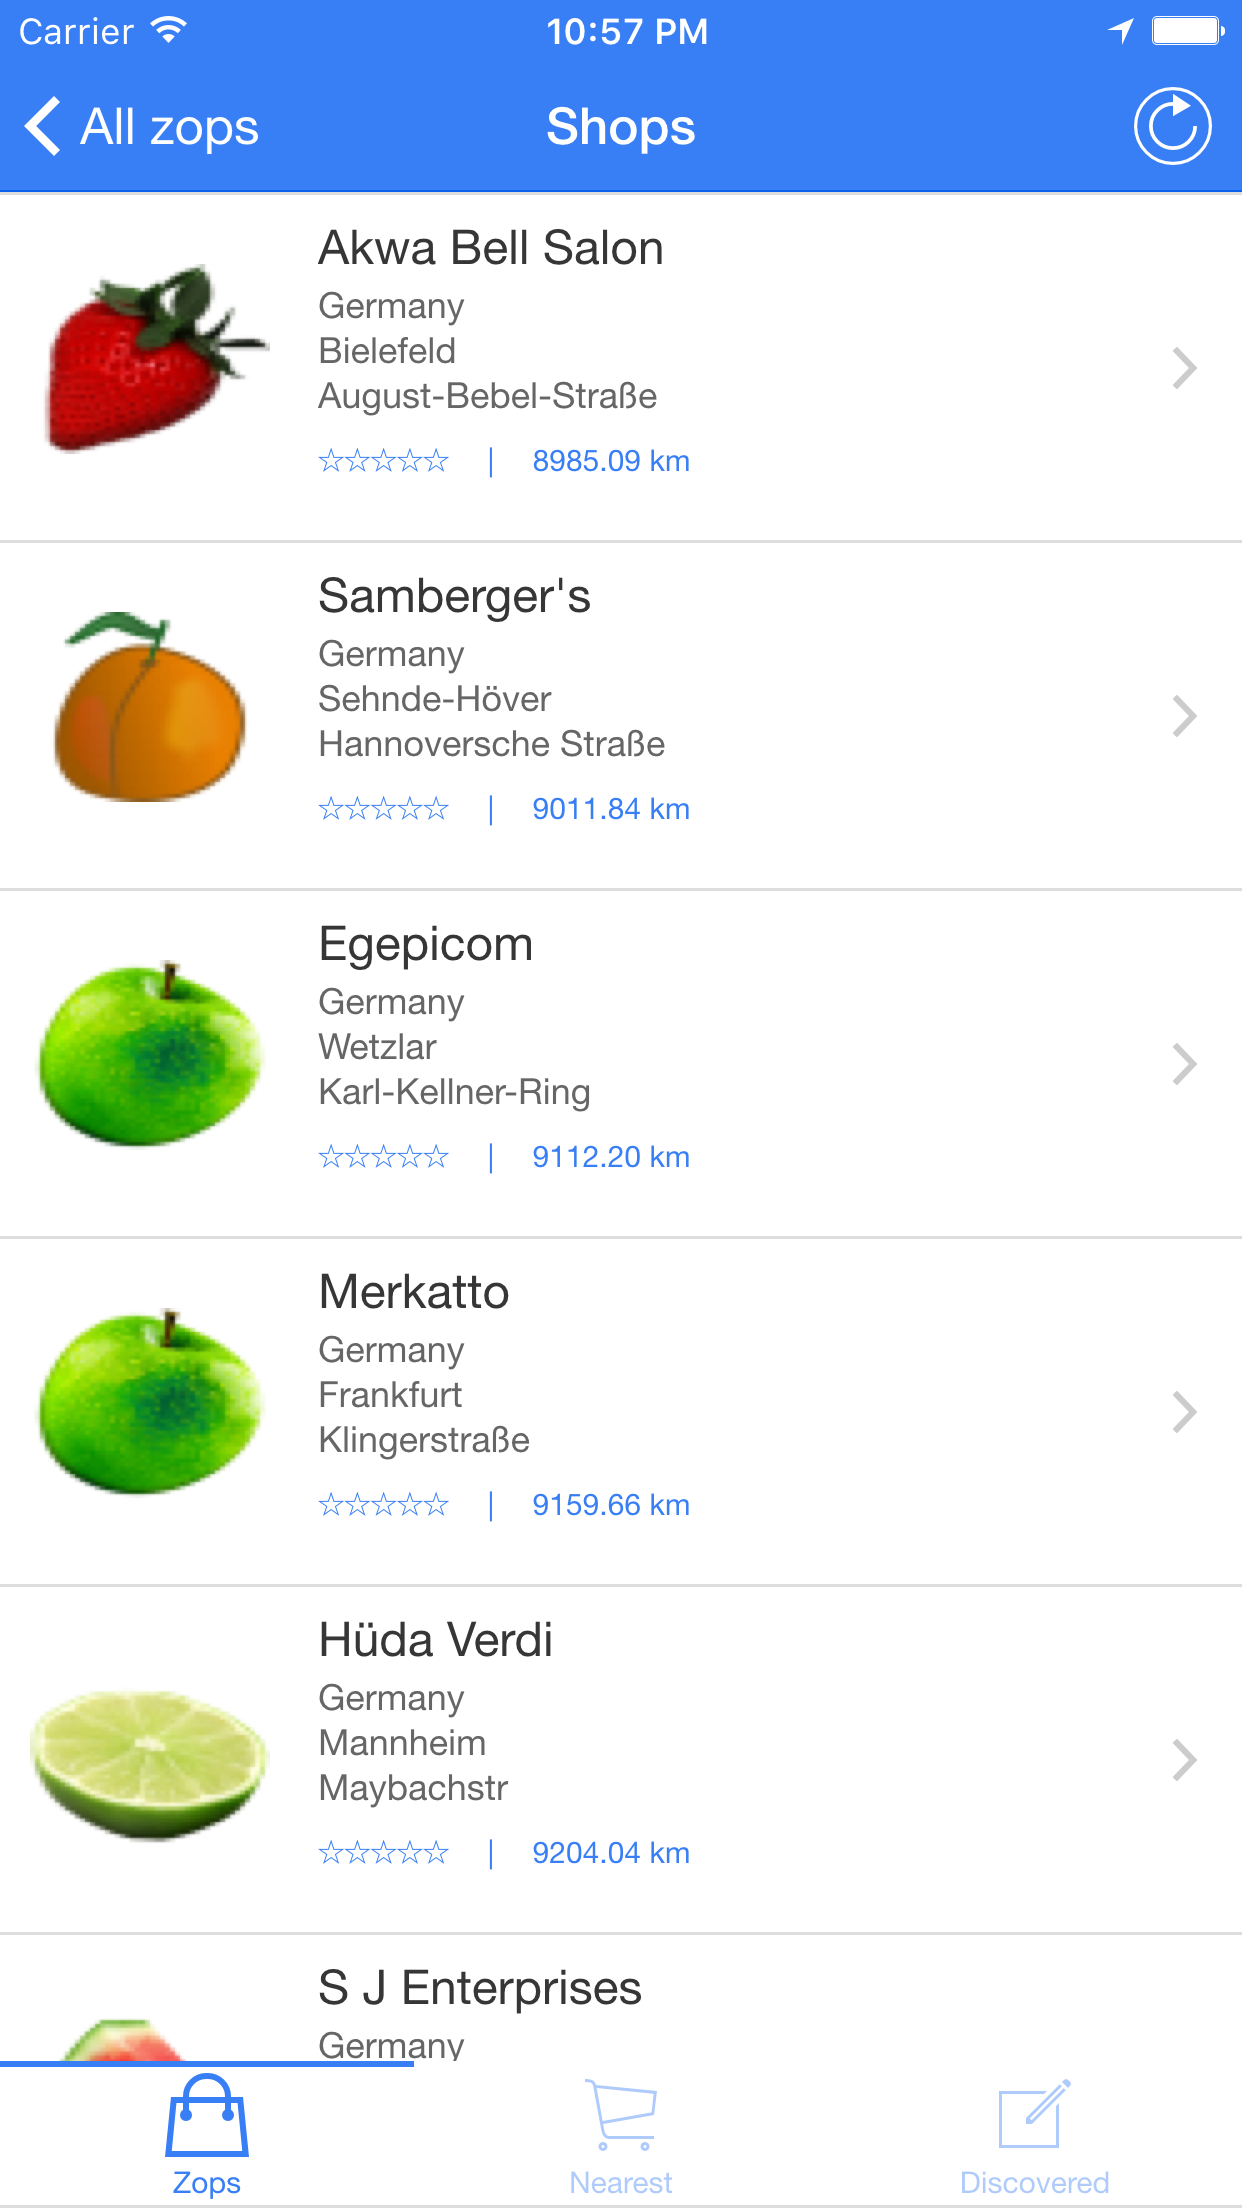 Carrier 10:57 PM
All zops Shops
Akwa Bell Salon
Germany
Bielefeld
August-Bebel-Straße
☆☆☆☆☆ | 8985.09 km
Samberger's
Germany
Sehnde-Höver
Hannoversche Straße
☆☆☆☆☆ | 9011.84 km
Egepicom
Germany
Wetzlar
Karl-Kellner-Ring
☆☆☆☆☆ | 9112.20 km
Merkatto
Germany
Frankfurt
Klingerstraße
☆☆☆☆☆ | 9159.66 km
Hüda Verdi
Germany
Mannheim
Maybachstr
☆☆☆☆☆ | 9204.04 km
S J Enterprises
Germany
Zops Nearest Discovered